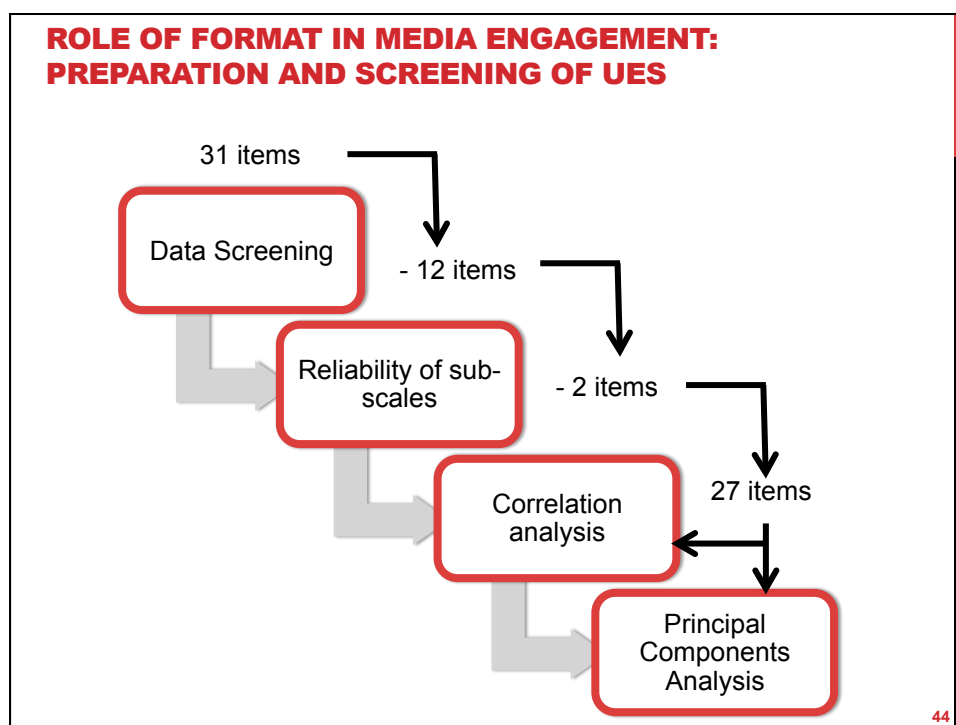 ROLE OF FORMAT IN MEDIA ENGAGEMENT:
PREPARATION AND SCREENING OF UES
31 items
Data Screening
- 12 items
Reliability of sub-
scales
- 2 items
Correlation
analysis
27 items
Principal
Components
Analysis
44